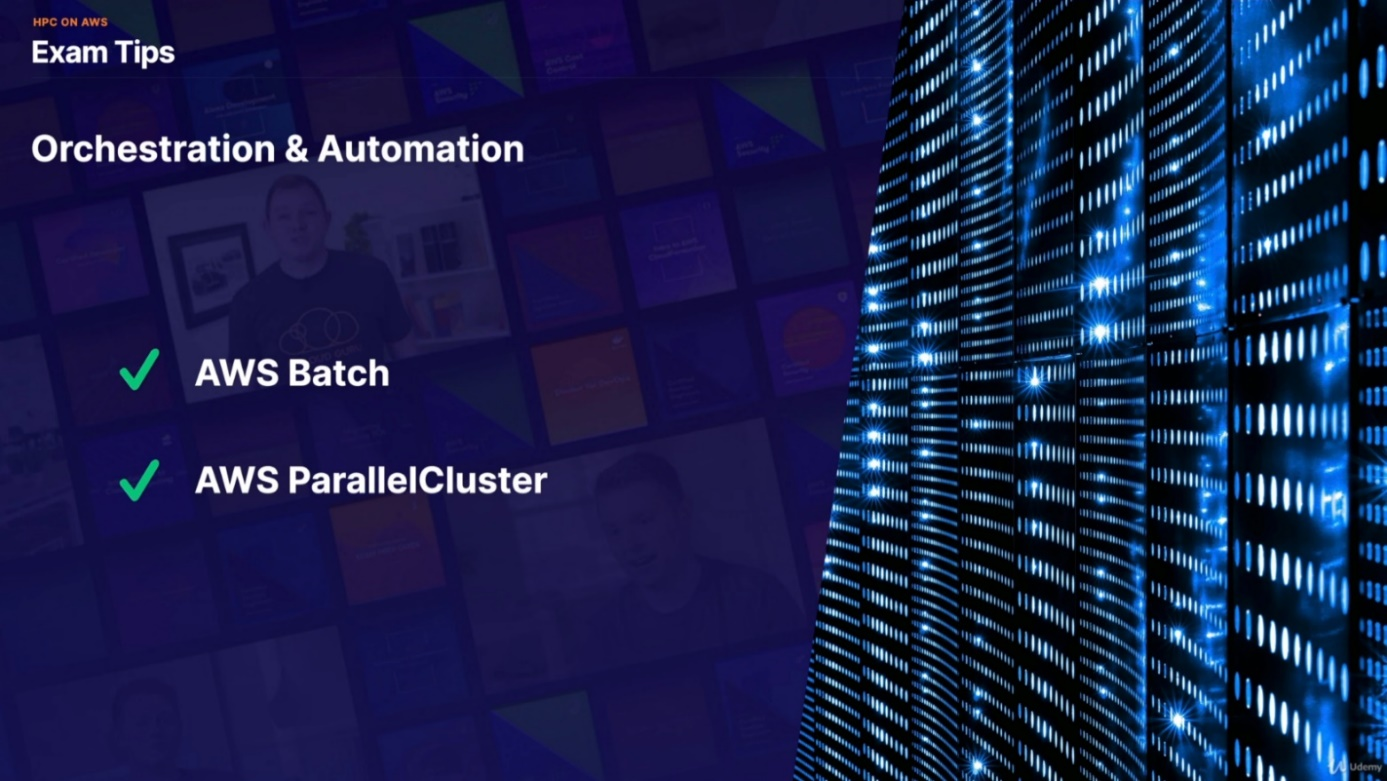 HPC ON AWS
Exam Tips
Orchestration & Automation
AWS Batch
AWS ParallelCluster
Udemy